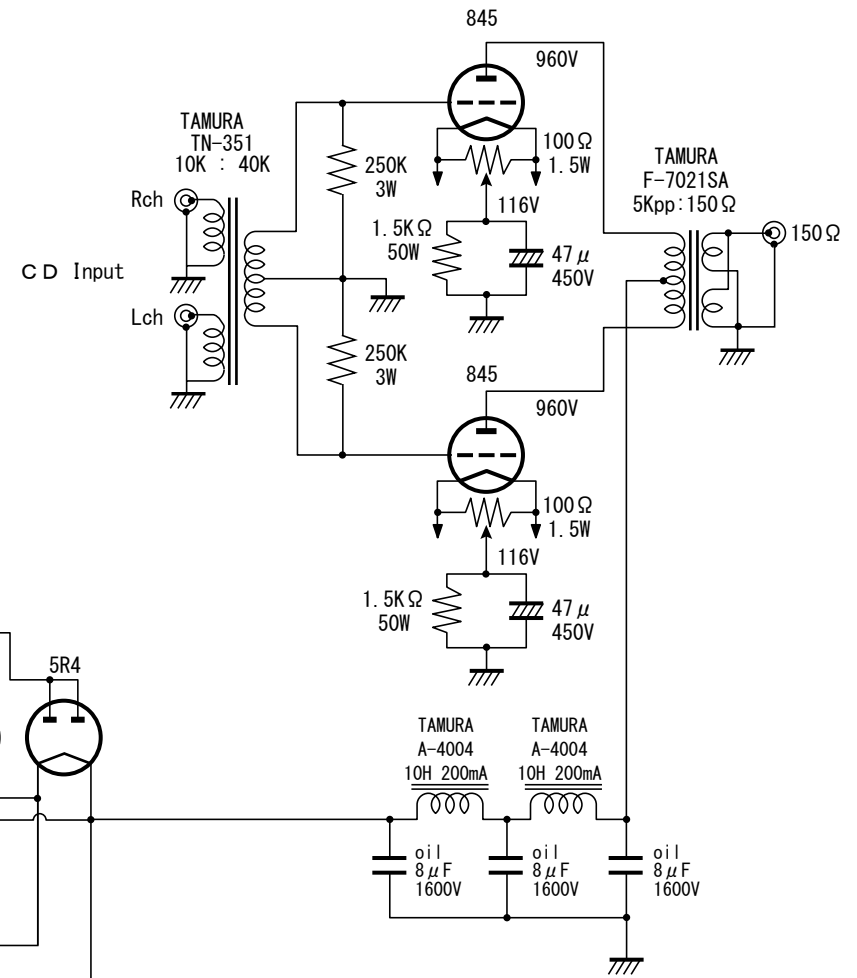 845
960V
TAMURA
TN-351
10K : 40K
Rch
CD Input
Lch
250K
3W
100Ω
1.5W
116V
1.5KΩ
50W
47μ
450V
TAMURA
F-7021SA
5Kpp:150Ω
150Ω
250K
3W
845
960V
100Ω
1.5W
116V
1.5KΩ
50W
47μ
450V
5R4
TAMURA
A-4004
10H 200mA
TAMURA
A-4004
10H 200mA
oil
8μF
1600V
oil
8μF
1600V
oil
8μF
1600V